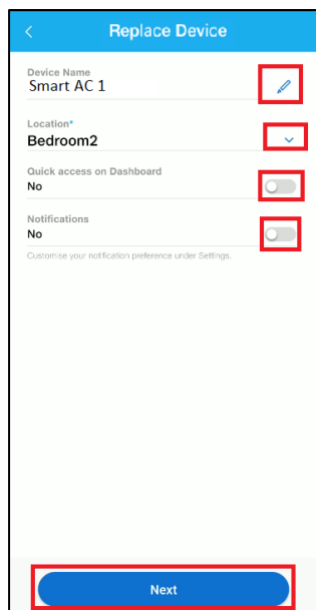 Replace Device
Device Name
Smart AC 1
Location*
Bedroom2
Quick access on Dashboard
No
Notifications
No
Customise your notification preference under Settings.
Next